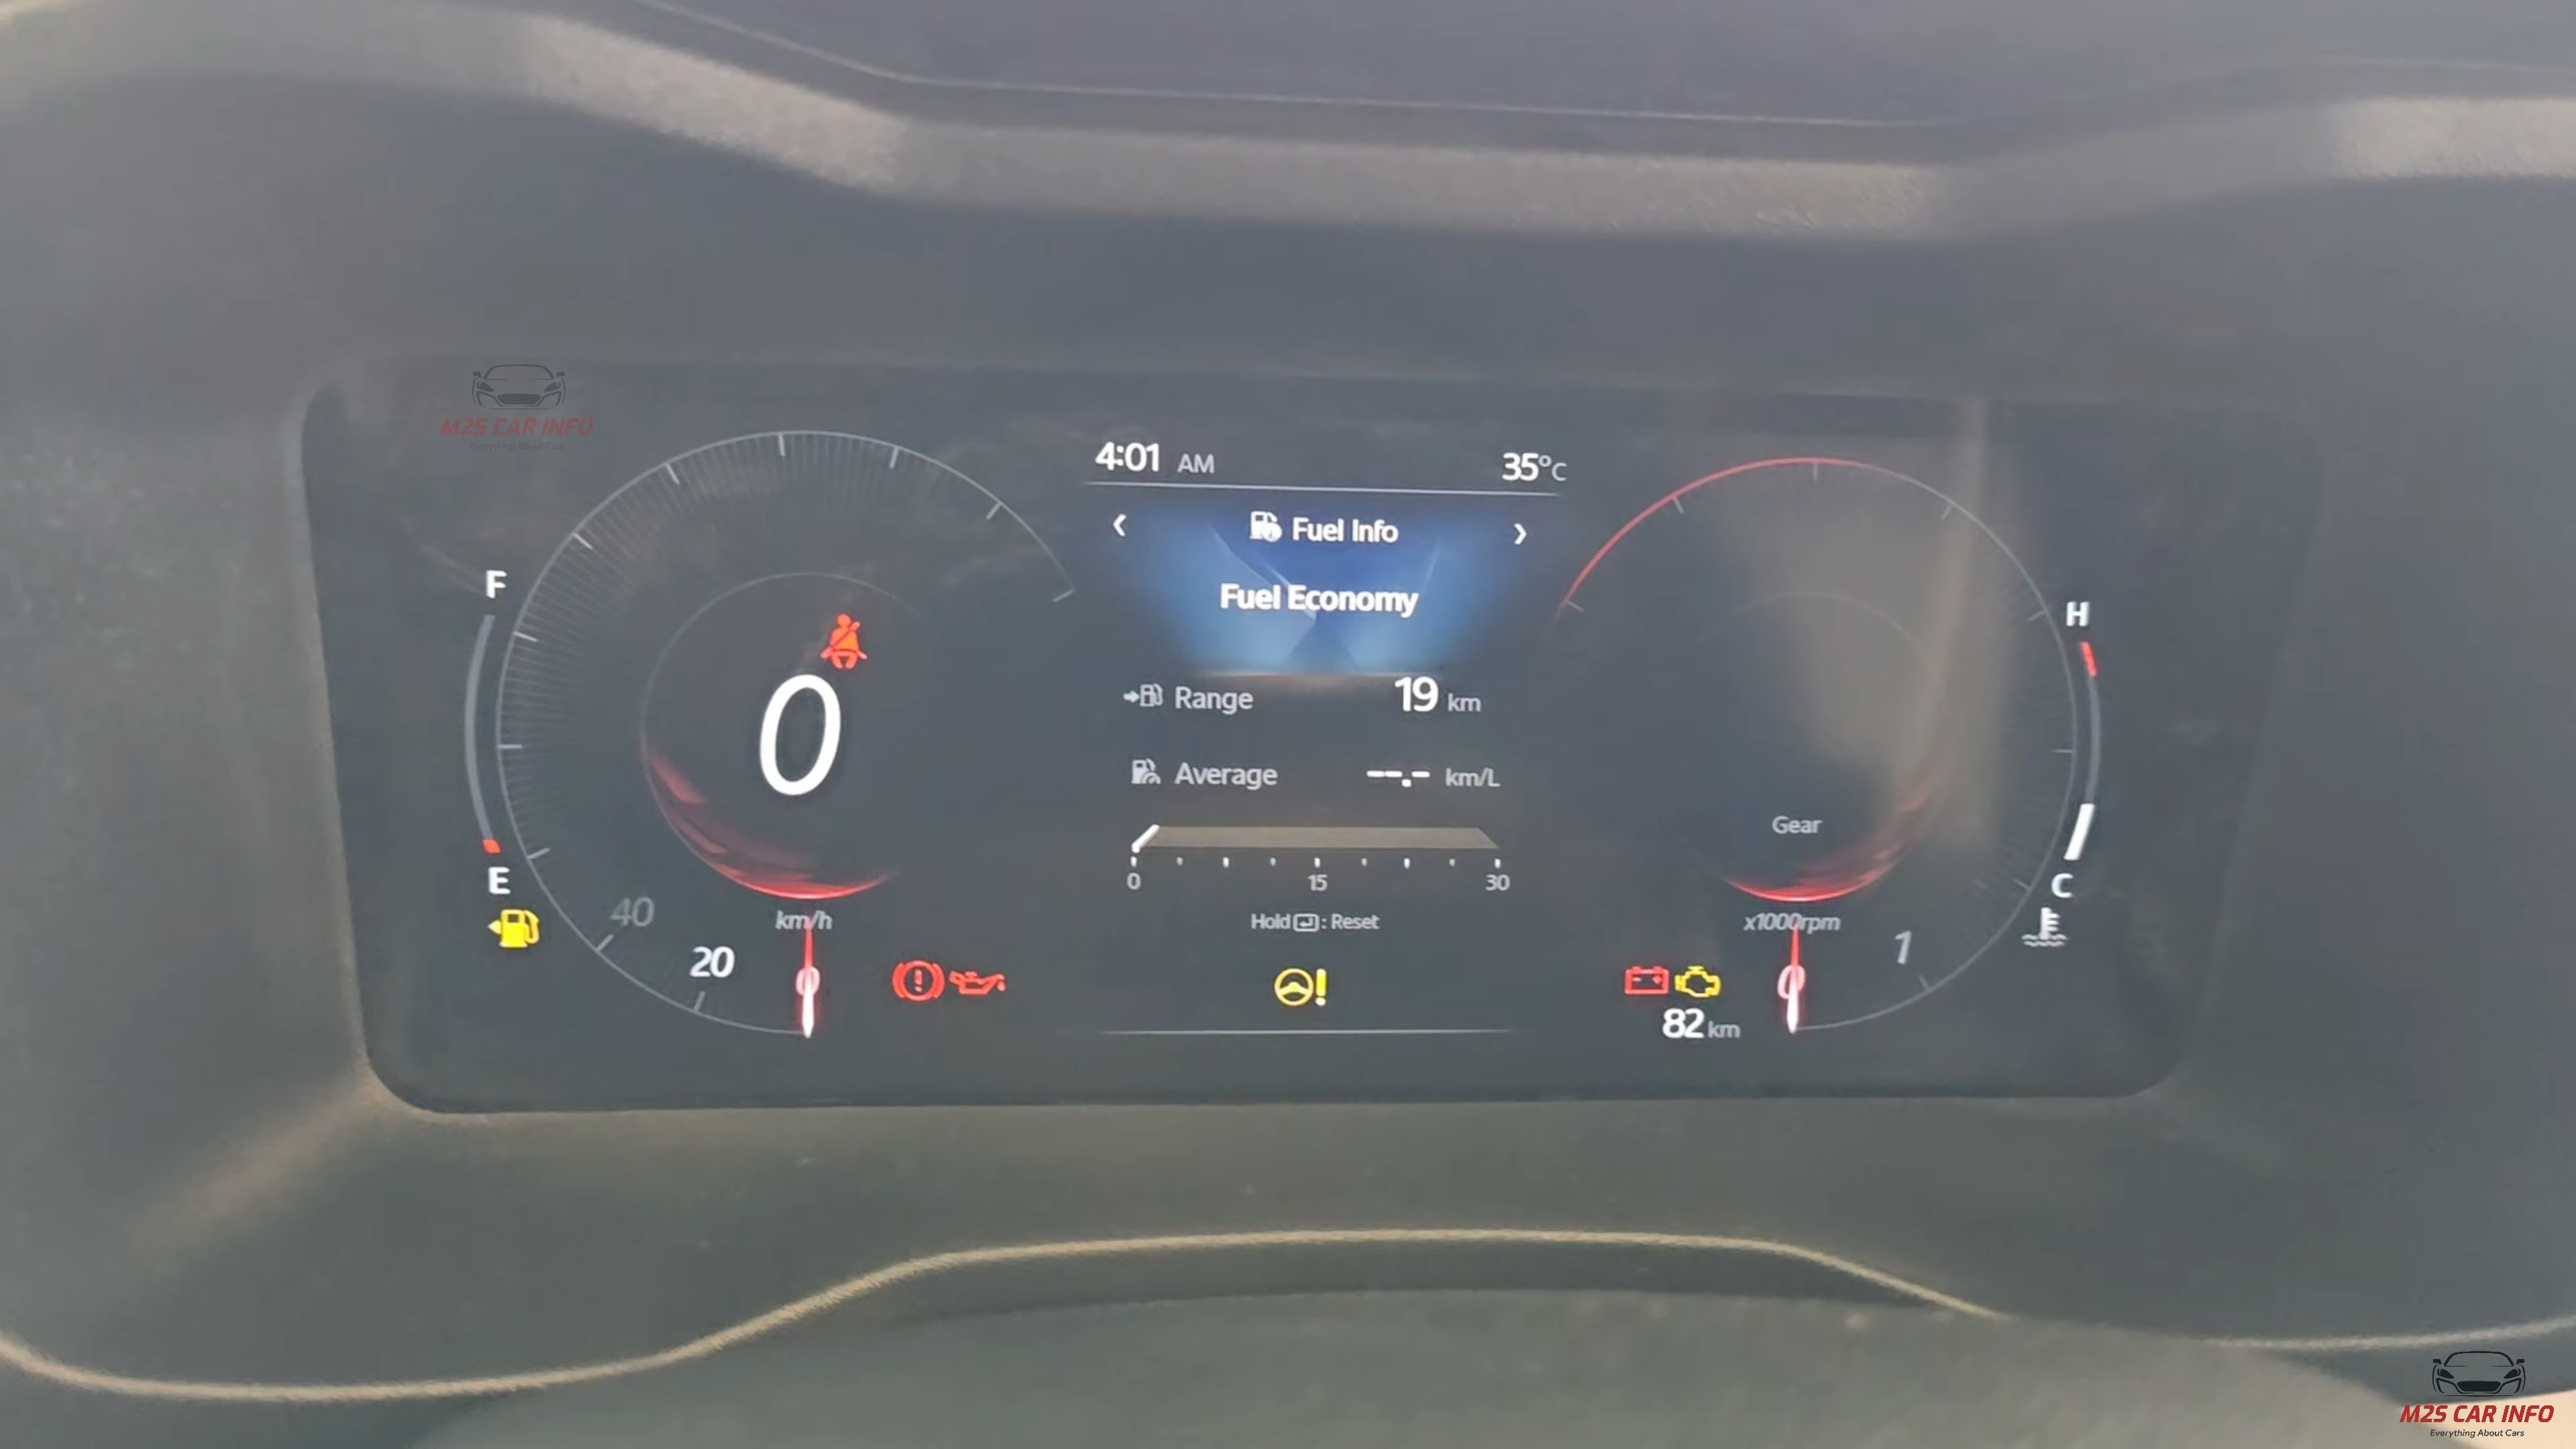 M2S CAR INFO
Everything About Cars
4:01 AM
35°C
Fuel Info
Fuel Economy
Range 19 km
Average --.- km/L
0 15 30
Hold : Reset
F
E
0
km/h
40
20
0
H
C
Gear
x1000rpm
1
0
82 km
M2S CAR INFO
Everything About Cars